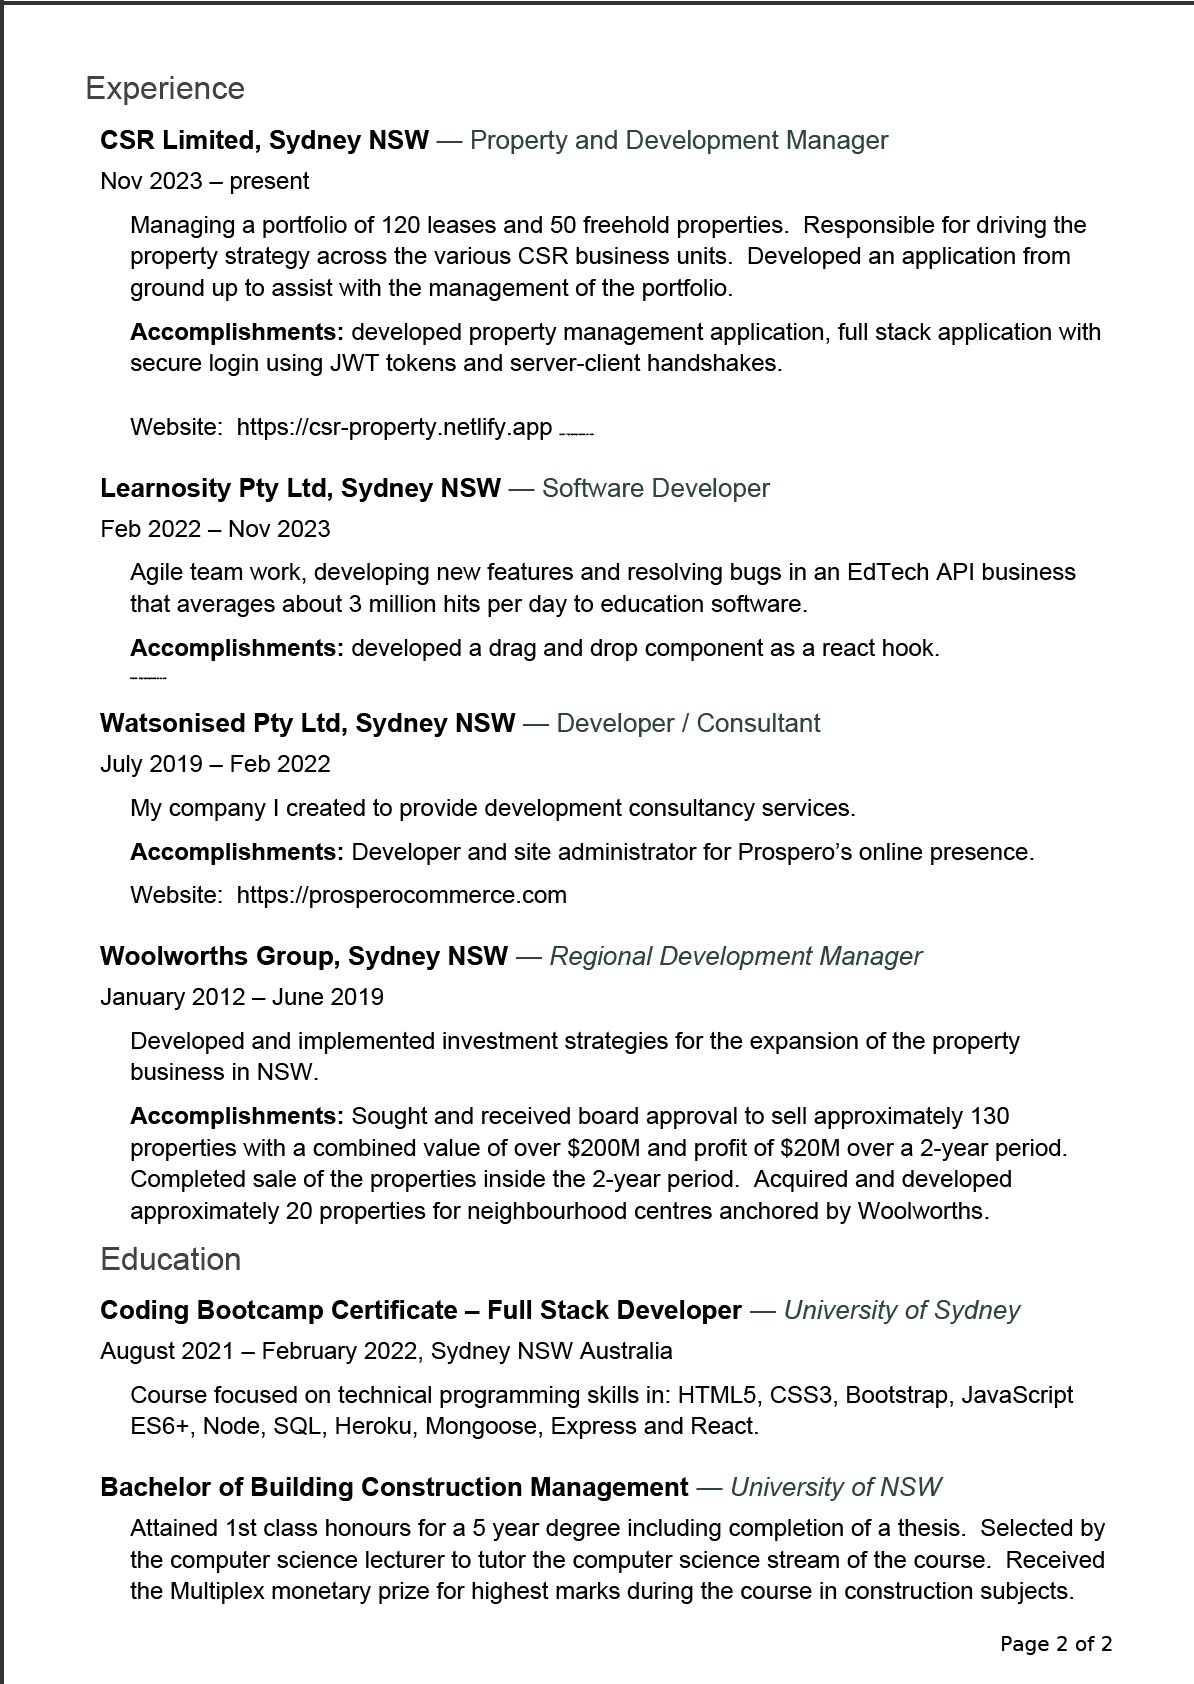 Experience
CSR Limited, Sydney NSW — Property and Development Manager
Nov 2023 – present
Managing a portfolio of 120 leases and 50 freehold properties.  Responsible for driving the
property strategy across the various CSR business units.  Developed an application from
ground up to assist with the management of the portfolio.
Accomplishments: developed property management application, full stack application with
secure login using JWT tokens and server-client handshakes.
Website:  https://csr-property.netlify.app
Learnosity Pty Ltd, Sydney NSW — Software Developer
Feb 2022 – Nov 2023
Agile team work, developing new features and resolving bugs in an EdTech API business
that averages about 3 million hits per day to education software.
Accomplishments: developed a drag and drop component as a react hook.
Watsonised Pty Ltd, Sydney NSW — Developer / Consultant
July 2019 – Feb 2022
My company I created to provide development consultancy services.
Accomplishments: Developer and site administrator for Prospero’s online presence.
Website:  https://prosperocommerce.com
Woolworths Group, Sydney NSW — Regional Development Manager
January 2012 – June 2019
Developed and implemented investment strategies for the expansion of the property
business in NSW.
Accomplishments: Sought and received board approval to sell approximately 130
properties with a combined value of over $200M and profit of $20M over a 2-year period.
Completed sale of the properties inside the 2-year period.  Acquired and developed
approximately 20 properties for neighbourhood centres anchored by Woolworths.
Education
Coding Bootcamp Certificate – Full Stack Developer — University of Sydney
August 2021 – February 2022, Sydney NSW Australia
Course focused on technical programming skills in: HTML5, CSS3, Bootstrap, JavaScript
ES6+, Node, SQL, Heroku, Mongoose, Express and React.
Bachelor of Building Construction Management — University of NSW
Attained 1st class honours for a 5 year degree including completion of a thesis.  Selected by
the computer science lecturer to tutor the computer science stream of the course.  Received
the Multiplex monetary prize for highest marks during the course in construction subjects.
Page 2 of 2